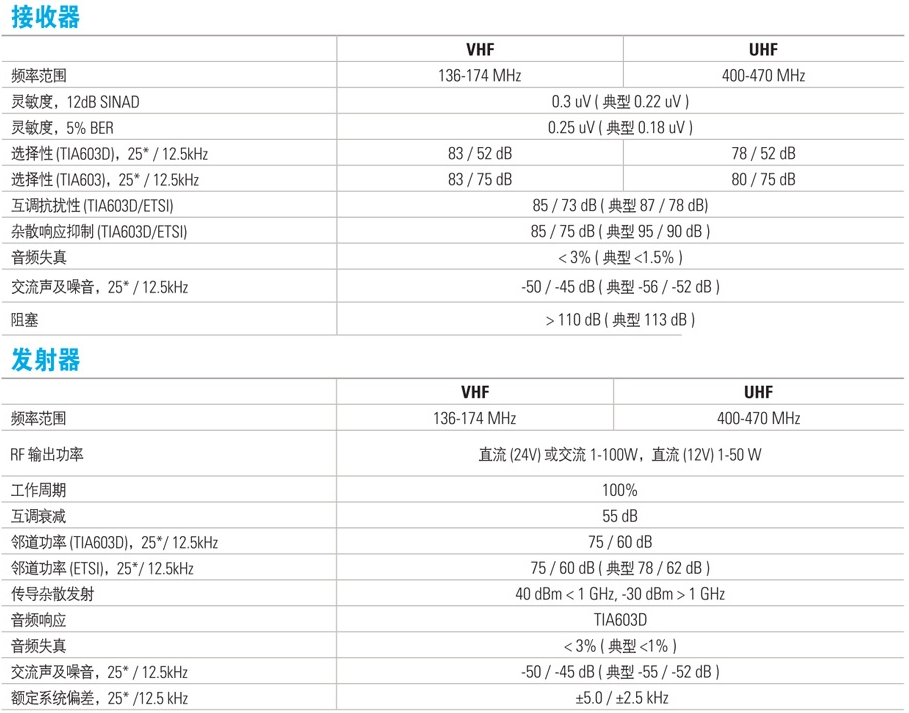 接收器
VHF UHF
频率范围 136-174 MHz 400-470 MHz
灵敏度，12dB SINAD 0.3 uV ( 典型 0.22 uV )
灵敏度，5% BER 0.25 uV ( 典型 0.18 uV )
选择性 (TIA603D)，25* / 12.5kHz 83 / 52 dB 78 / 52 dB
选择性 (TIA603)，25* / 12.5kHz 83 / 75 dB 80 / 75 dB
互调抗扰性 (TIA603D/ETSI) 85 / 73 dB ( 典型 87 / 78 dB)
杂散响应抑制 (TIA603D/ETSI) 85 / 75 dB ( 典型 95 / 90 dB )
音频失真 < 3% ( 典型 <1.5% )
交流声及噪音，25* / 12.5kHz -50 / -45 dB ( 典型 -56 / -52 dB )
阻塞 > 110 dB ( 典型 113 dB )
发射器
VHF UHF
频率范围 136-174 MHz 400-470 MHz
RF 输出功率 直流 (24V) 或交流 1-100W，直流 (12V) 1-50 W
工作周期 100%
互调衰减 55 dB
邻道功率 (TIA603D)，25*/ 12.5kHz 75 / 60 dB
邻道功率 (ETSI)，25*/ 12.5kHz 75 / 60 dB ( 典型 78 / 62 dB )
传导杂散发射 40 dBm < 1 GHz, -30 dBm > 1 GHz
音频响应 TIA603D
音频失真 < 3% ( 典型 <1% )
交流声及噪音，25* / 12.5kHz -50 / -45 dB ( 典型 -55 / -52 dB )
额定系统偏差，25* /12.5 kHz ±5.0 / ±2.5 kHz